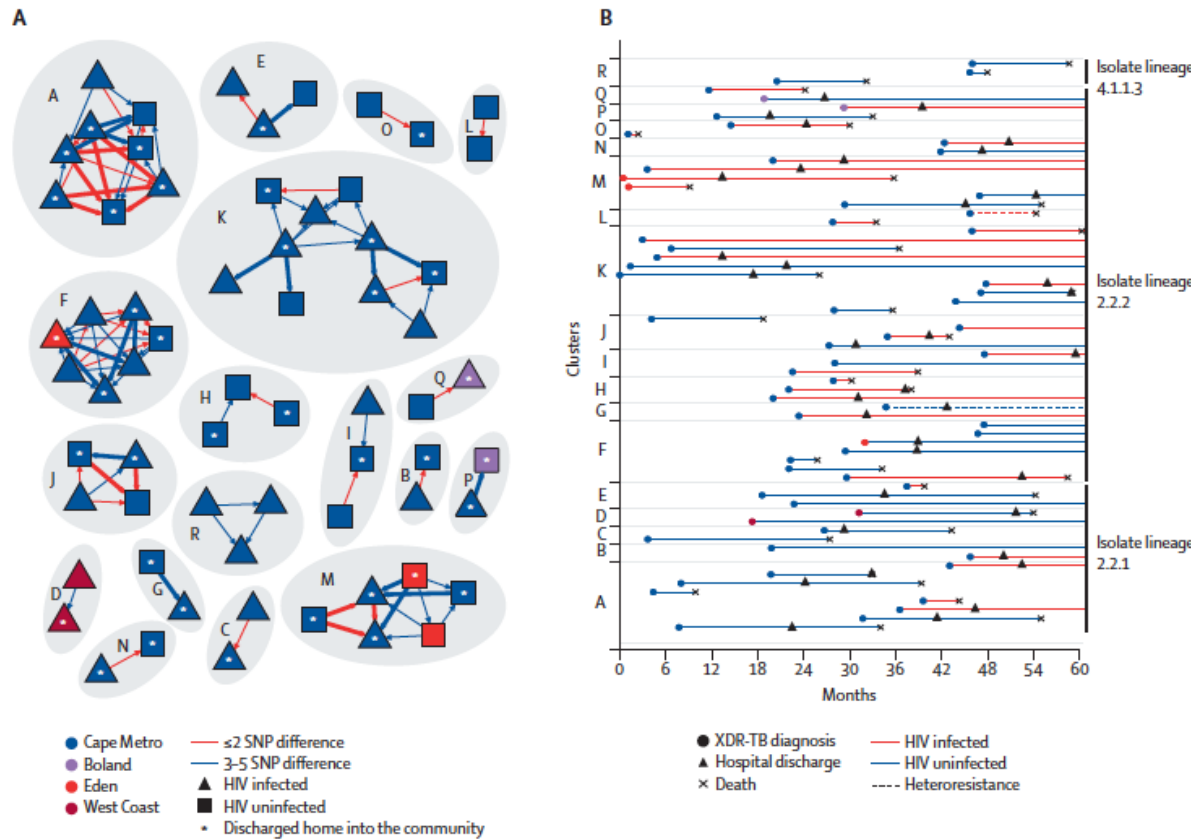 A
B
A
E
O
L
K
F
H
Q
I
B
P
J
R
D
G
N
C
M
Cape Metro
Boland
Eden
West Coast
≤2 SNP difference
3–5 SNP difference
HIV infected
HIV uninfected
* Discharged home into the community
Clusters
R
Q
P
O
N
M
L
K
J
I
H
G
F
E
D
C
B
A
Isolate lineage
4.1.1.3
Isolate lineage
2.2.2
Isolate lineage
2.2.1
0 6 12 18 24 30 36 42 48 54 60
Months
XDR-TB diagnosis
Hospital discharge
Death
HIV infected
HIV uninfected
Heteroresistance